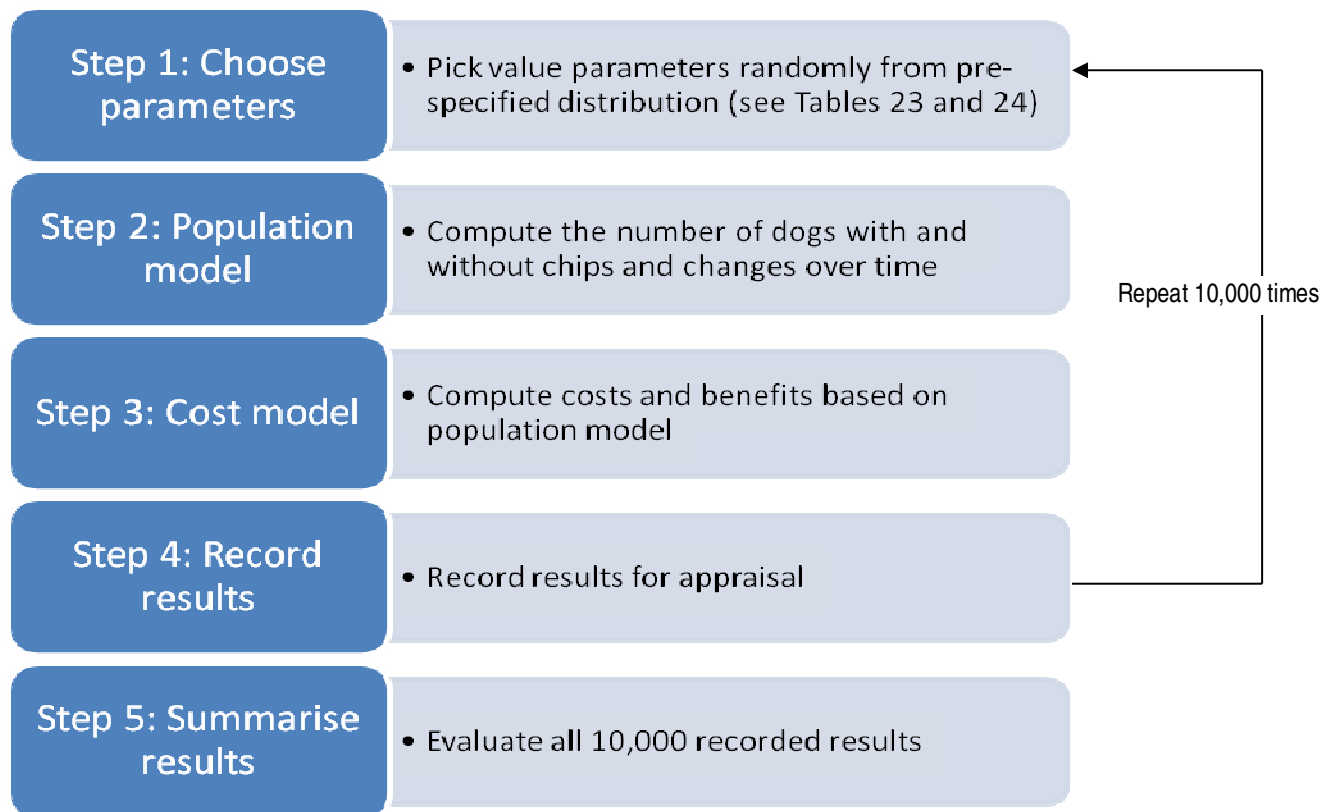 Step 1: Choose
parameters
• Pick value parameters randomly from pre-
specified distribution (see Tables 23 and 24)
Step 2: Population
model
• Compute the number of dogs with and
without chips and changes over time
Repeat 10,000 times
Step 3: Cost model
• Compute costs and benefits based on
population model
Step 4: Record
results
• Record results for appraisal
Step 5: Summarise
results
• Evaluate all 10,000 recorded results